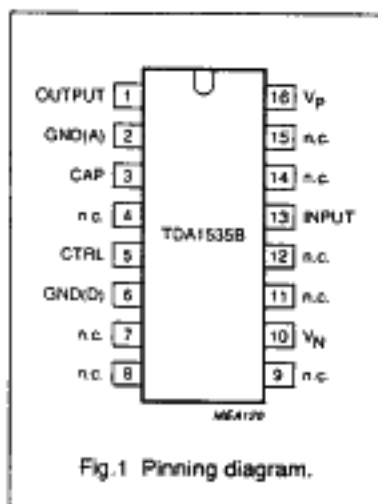 OUTPUT 1 16 VP
GND(A) 2 15 n.c.
CAP 3 14 n.c.
n.c. 4 13 INPUT
TDA1535B
CTRL 5 12 n.c.
GND(D) 6 11 n.c.
n.c. 7 10 VN
n.c. 8 9 n.c.
MEA120
Fig.1 Pinning diagram.